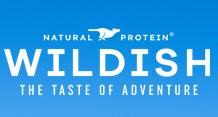 NATURAL PROTEIN®
WILDISH
THE TASTE OF ADVENTURE